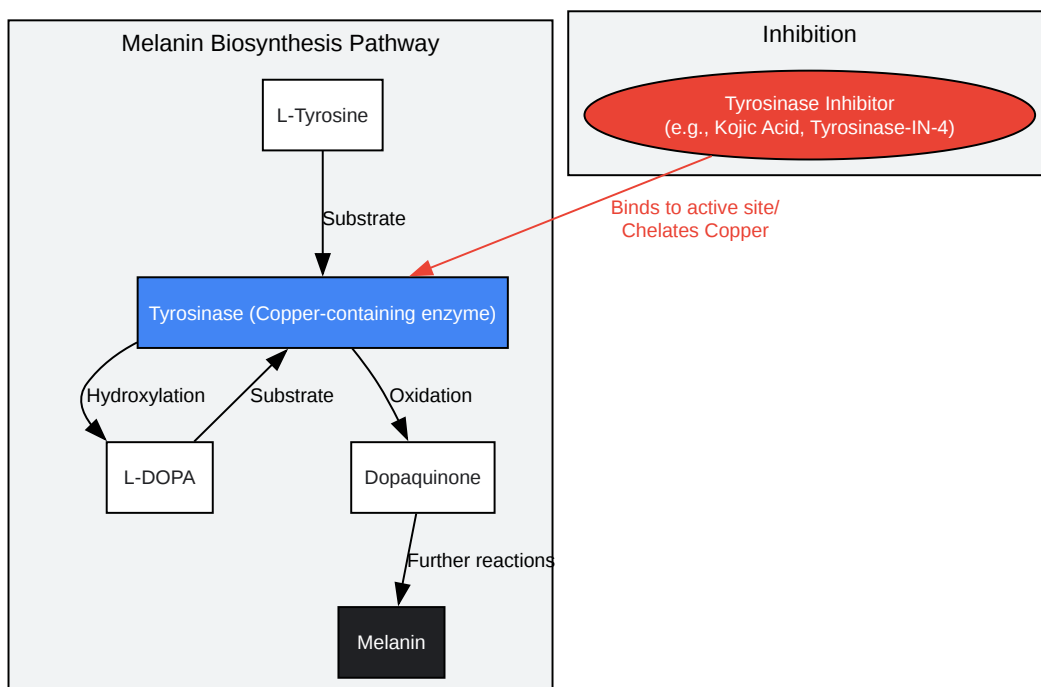 Melanin Biosynthesis Pathway
Inhibition
L-Tyrosine
Tyrosinase Inhibitor
(e.g., Kojic Acid, Tyrosinase-IN-4)
Substrate
Binds to active site/
Chelates Copper
Tyrosinase (Copper-containing enzyme)
Hydroxylation
Substrate
Oxidation
L-DOPA
Dopaquinone
Further reactions
Melanin